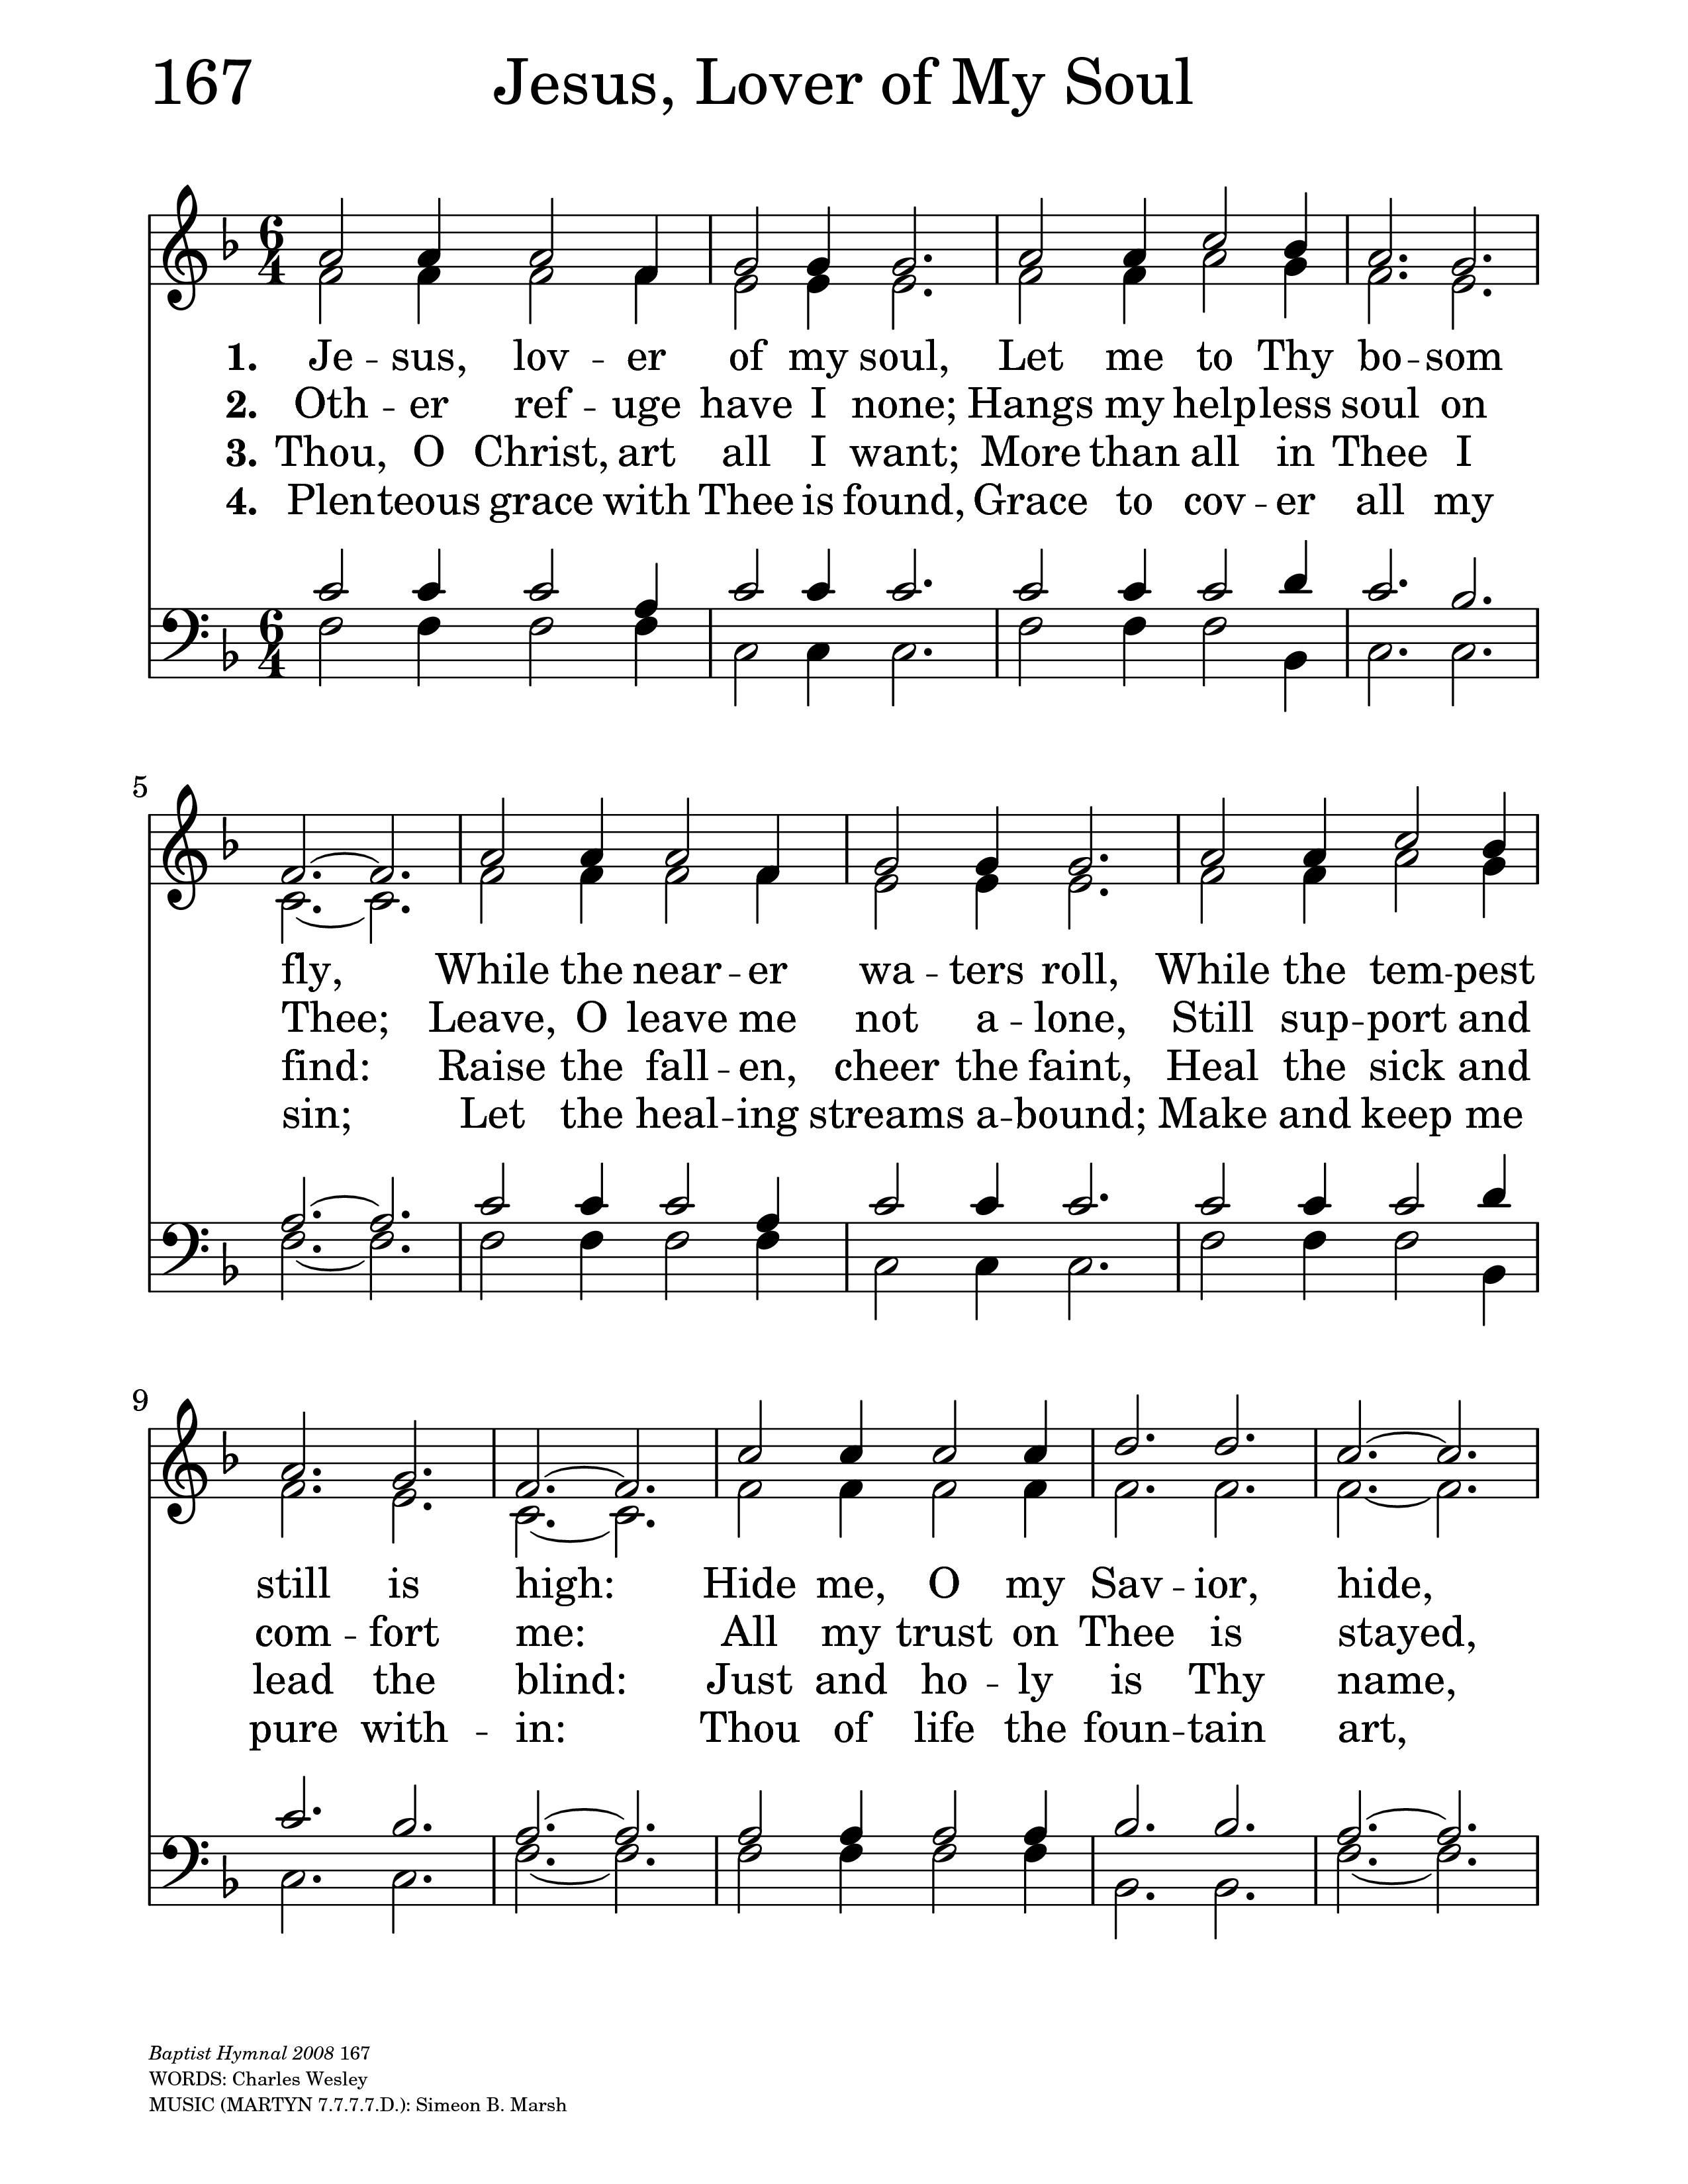 167 Jesus, Lover of My Soul
6 4
1. Je - sus, lov - er of my soul, Let me to Thy bo - som
2. Oth - er ref - uge have I none; Hangs my helpless soul on
3. Thou, O Christ, art all I want; More than all in Thee I
4. Plenteous grace with Thee is found, Grace to cov - er all my
6 4
5
fly, While the near - er wa - ters roll, While the tem - pest
Thee; Leave, O leave me not a - lone, Still sup - port and
find: Raise the fall - en, cheer the faint, Heal the sick and
sin; Let the heal - ing streams a - bound; Make and keep me
9
still is high: Hide me, O my Sav - ior, hide,
com - fort me: All my trust on Thee is stayed,
lead the blind: Just and ho - ly is Thy name,
pure with - in: Thou of life the foun - tain art,
Baptist Hymnal 2008 167
WORDS: Charles Wesley
MUSIC (MARTYN 7.7.7.7.D.): Simeon B. Marsh